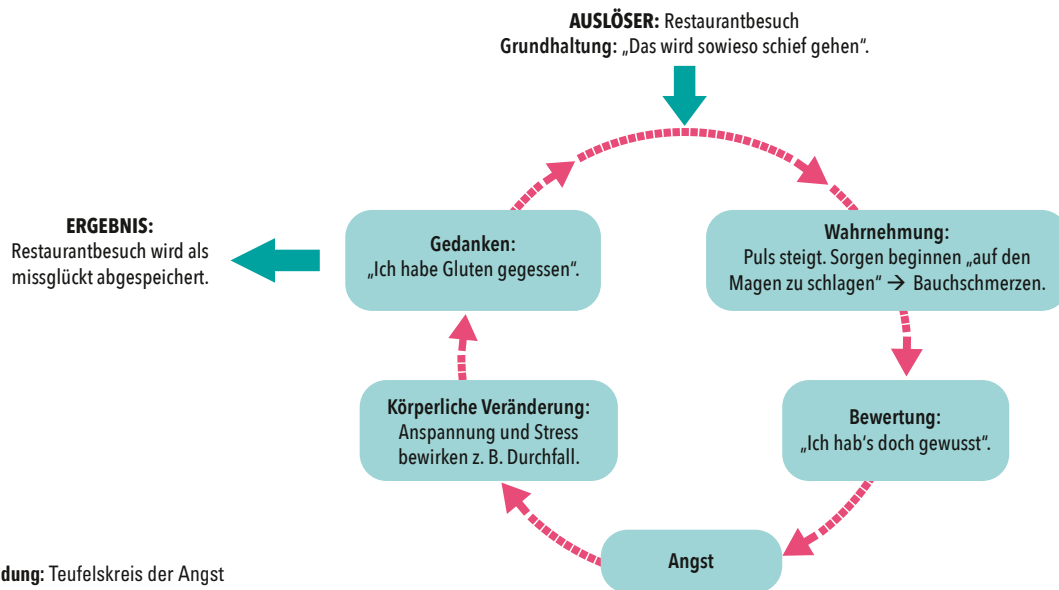 AUSLÖSER: Restaurantbesuch
Grundhaltung: „Das wird sowieso schief gehen“.
ERGEBNIS:
Restaurantbesuch wird als
missglückt abgespeichert.
Gedanken:
„Ich habe Gluten gegessen“.
Wahrnehmung:
Puls steigt. Sorgen beginnen „auf den
Magen zu schlagen“ → Bauchschmerzen.
Körperliche Veränderung:
Anspannung und Stress
bewirken z. B. Durchfall.
Bewertung:
„Ich hab‘s doch gewusst“.
Angst
dung: Teufelskreis der Angst